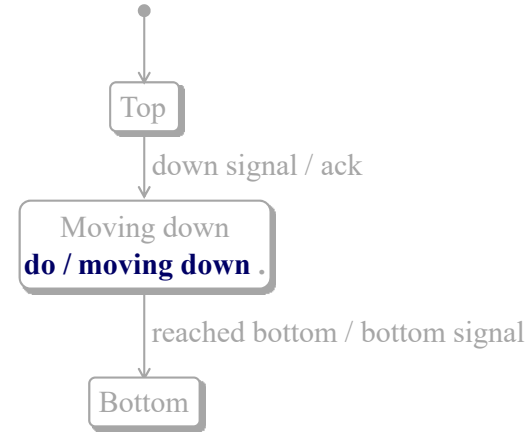 Top
down signal / ack
Moving down
do / moving down .
reached bottom / bottom signal
Bottom